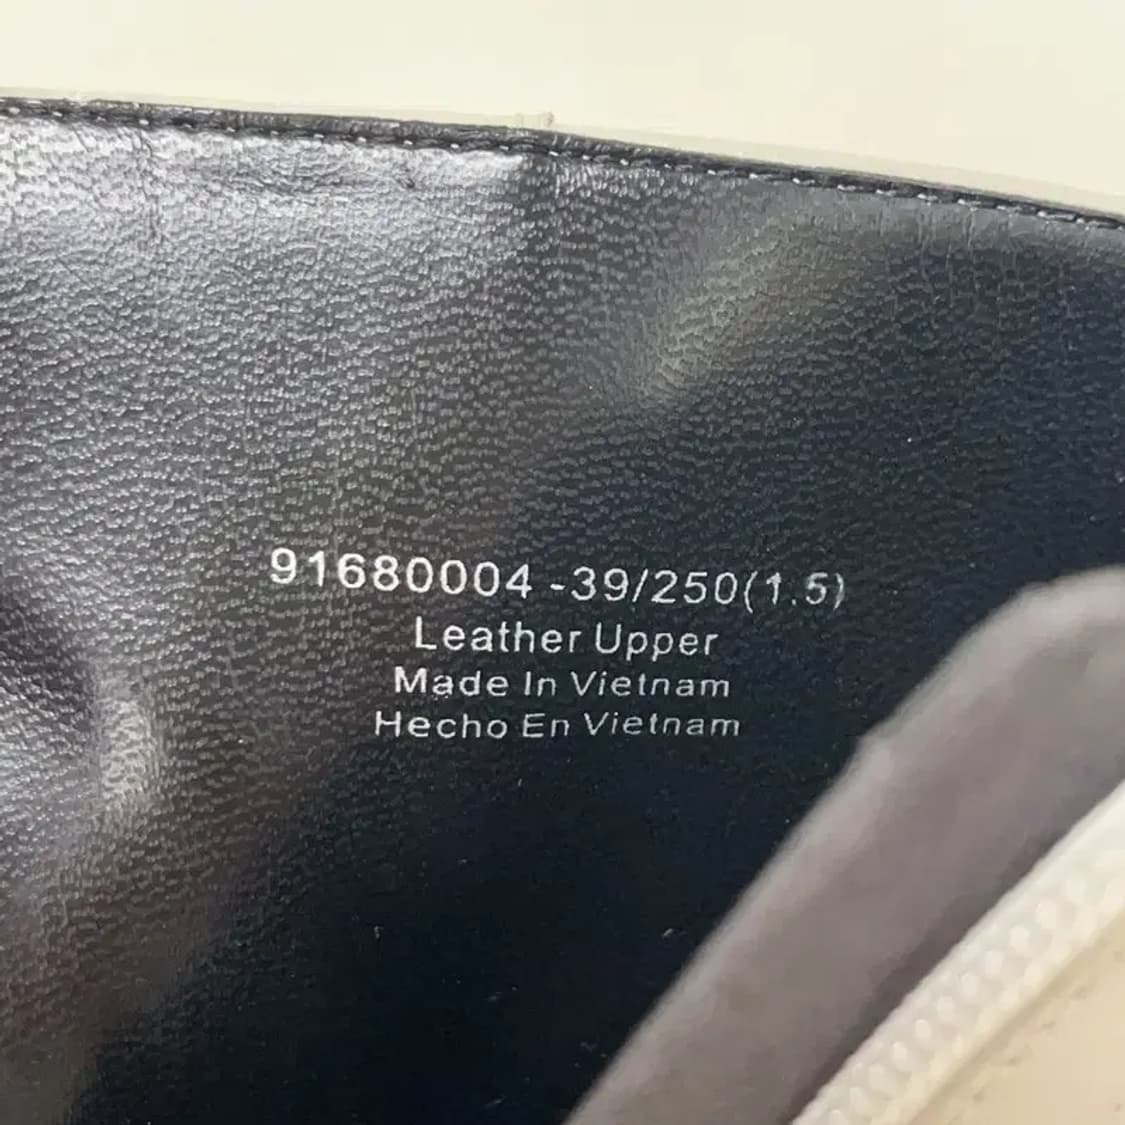 91680004 -39/250(1.5)
Leather Upper
Made In Vietnam
Hecho En Vietnam